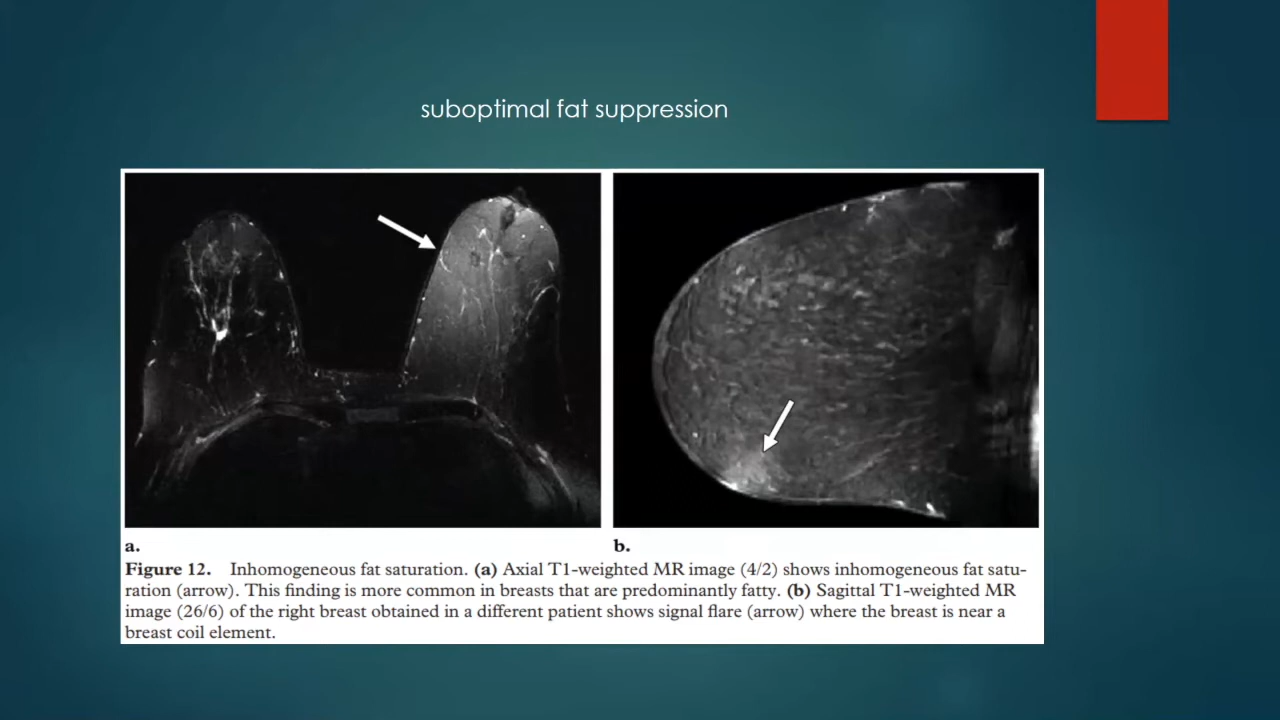 suboptimal fat suppression
a.
b.
Figure 12. Inhomogeneous fat saturation. (a) Axial T1-weighted MR image (4/2) shows inhomogeneous fat satu-
ration (arrow). This finding is more common in breasts that are predominantly fatty. (b) Sagittal T1-weighted MR
image (26/6) of the right breast obtained in a different patient shows signal flare (arrow) where the breast is near a
breast coil element.